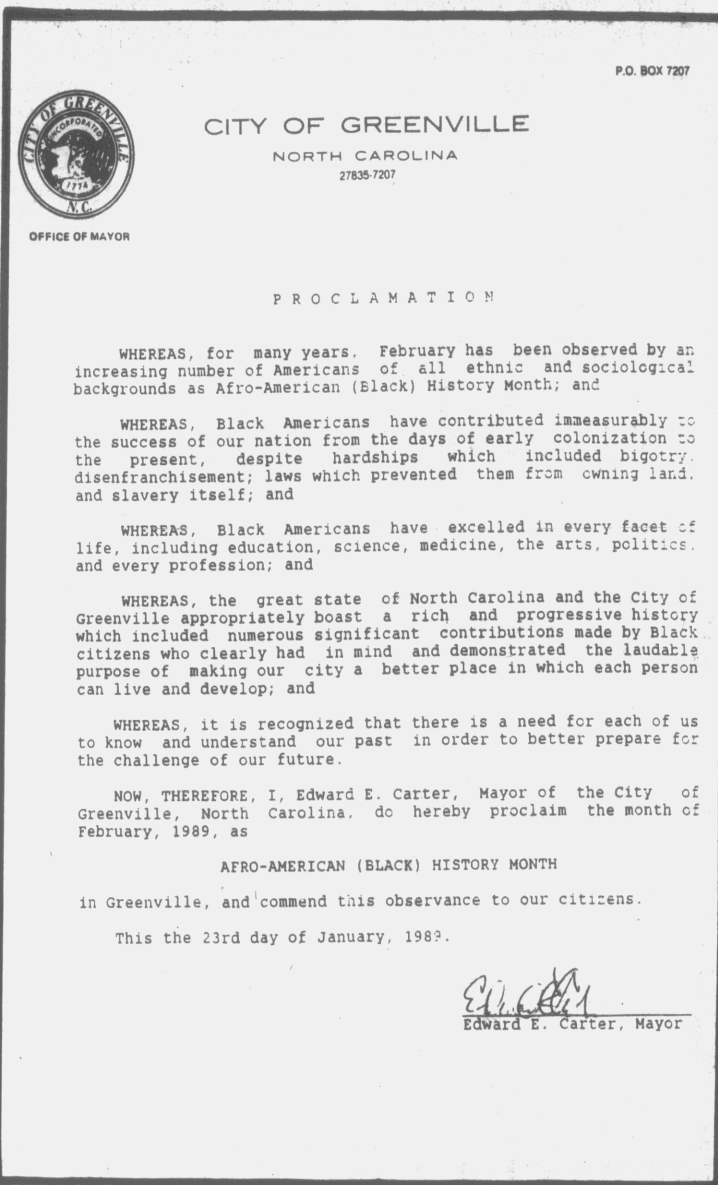 P.O. BOX 7207
CITY OF GREENVILLE
INCORPORATED
1774
N.C.
OFFICE OF MAYOR
CITY OF GREENVILLE
NORTH CAROLINA
27835-7207
PROCLAMATION
WHEREAS, for many years, February has been observed by an
increasing number of Americans of all ethnic and sociological
backgrounds as Afro-American (Black) History Month; and
WHEREAS, Black Americans have contributed immeasurably to
the success of our nation from the days of early colonization to
the present, despite hardships which included bigotry,
disenfranchisement; laws which prevented them from owning land,
and slavery itself; and
WHEREAS, Black Americans have excelled in every facet of
life, including education, science, medicine, the arts, politics,
and every profession; and
WHEREAS, the great state of North Carolina and the City of
Greenville appropriately boast a rich and progressive history
which included numerous significant contributions made by Black
citizens who clearly had in mind and demonstrated the laudable
purpose of making our city a better place in which each person
can live and develop; and
WHEREAS, it is recognized that there is a need for each of us
to know and understand our past in order to better prepare for
the challenge of our future.
NOW, THEREFORE, I, Edward E. Carter, Mayor of the City of
Greenville, North Carolina, do hereby proclaim the month of
February, 1989, as
AFRO-AMERICAN (BLACK) HISTORY MONTH
in Greenville, and commend this observance to our citizens.
This the 23rd day of January, 1989.
Edward E. Carter, Mayor